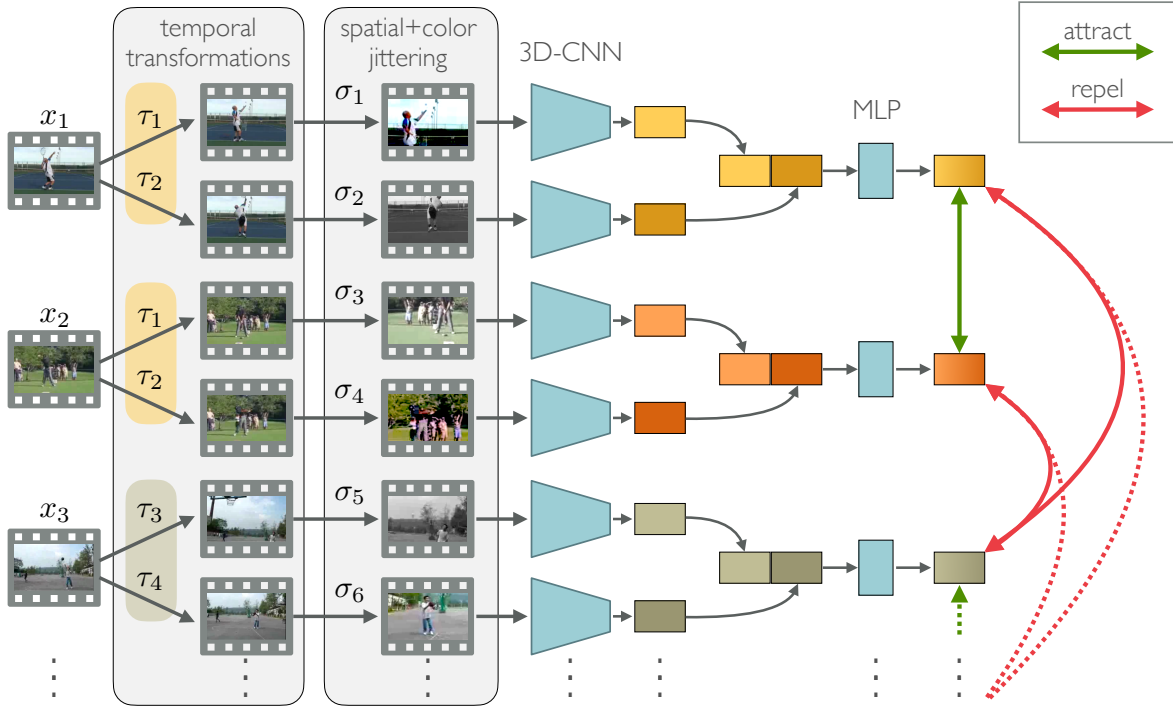 temporal
transformations
spatial+color
jittering
3D-CNN
MLP
attract
repel
x₁
τ₁
τ₂
σ₁
σ₂
x₂
τ₁
τ₂
σ₃
σ₄
x₃
τ₃
τ₄
σ₅
σ₆